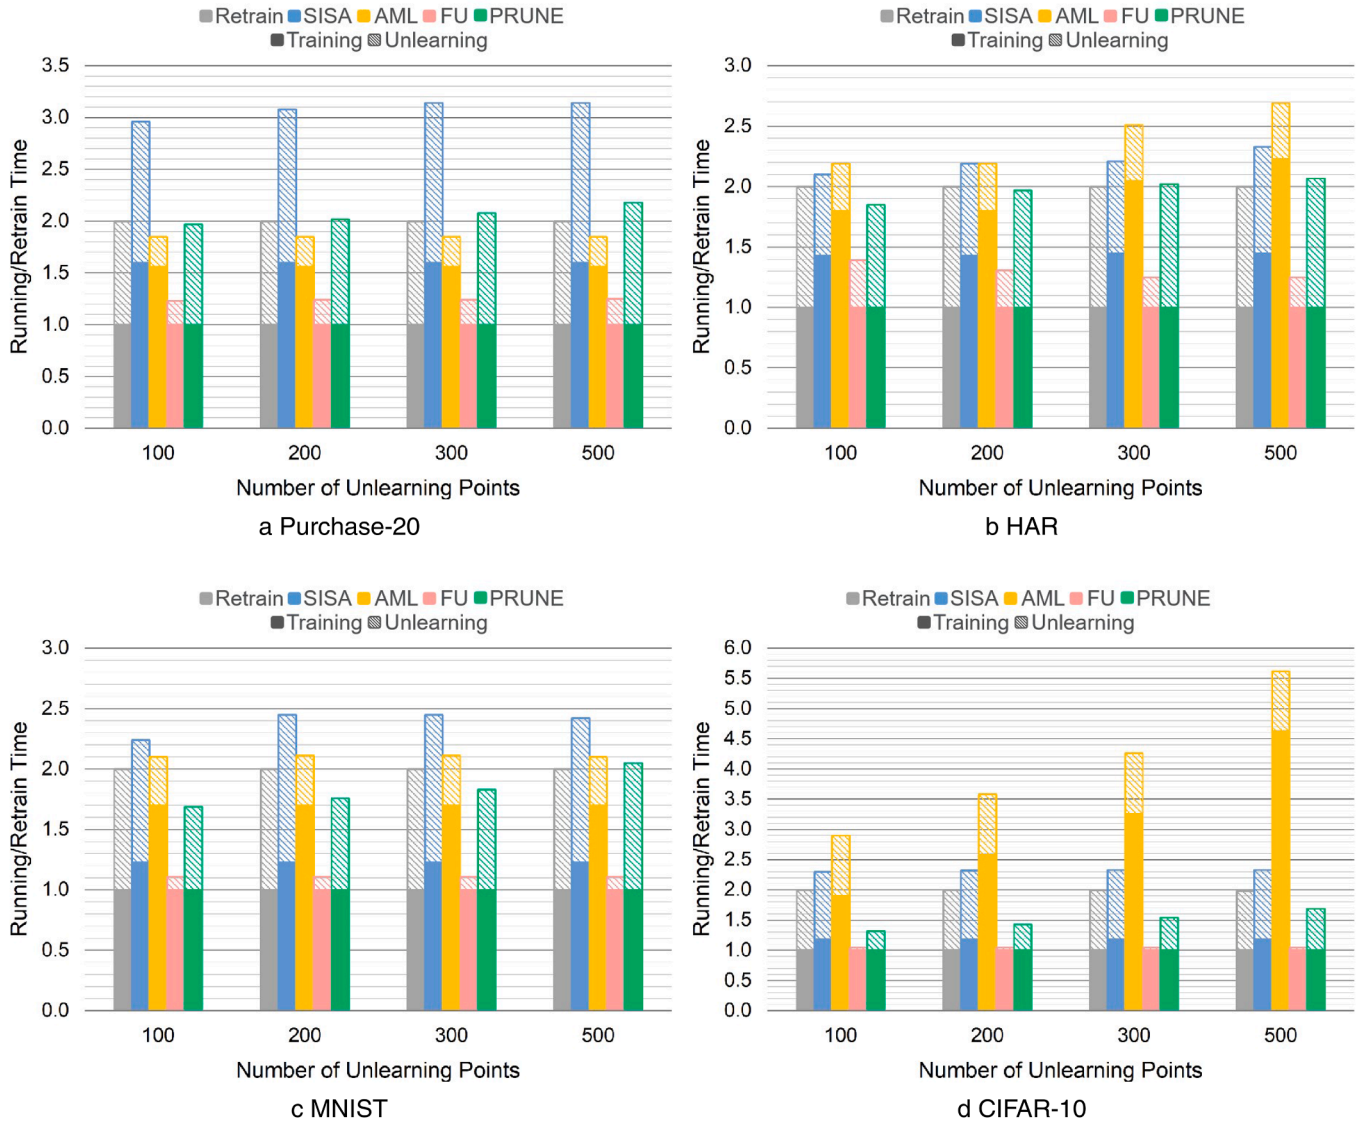 Retrain SISA AML FU PRUNE
Training Unlearning
3.5
3.0
2.5
2.0
1.5
1.0
0.5
0.0
Running/Retrain Time
100 200 300 500
Number of Unlearning Points
a Purchase-20
Retrain SISA AML FU PRUNE
Training Unlearning
3.0
2.5
2.0
1.5
1.0
0.5
0.0
Running/Retrain Time
100 200 300 500
Number of Unlearning Points
b HAR
Retrain SISA AML FU PRUNE
Training Unlearning
3.0
2.5
2.0
1.5
1.0
0.5
0.0
Running/Retrain Time
100 200 300 500
Number of Unlearning Points
c MNIST
Retrain SISA AML FU PRUNE
Training Unlearning
6.0
5.5
5.0
4.5
4.0
3.5
3.0
2.5
2.0
1.5
1.0
0.5
0.0
Running/Retrain Time
100 200 300 500
Number of Unlearning Points
d CIFAR-10